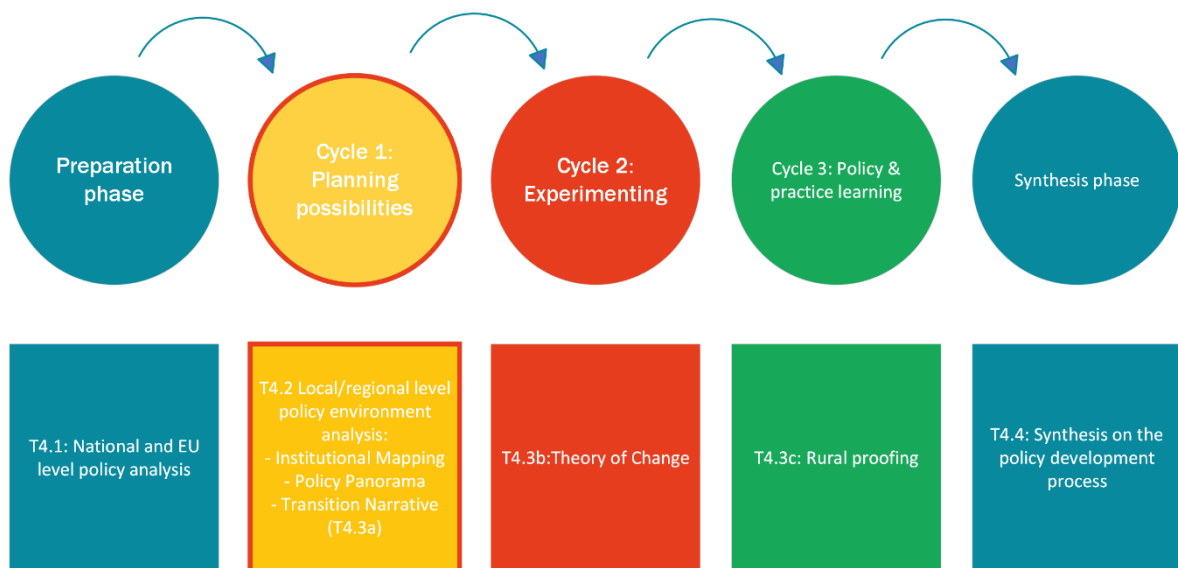 Preparation
phase
Cycle 1:
Planning
possibilities
Cycle 2:
Experimenting
Cycle 3: Policy &
practice learning
Synthesis phase
T4.1: National and EU
level policy analysis
T4.2 Local/regional level
policy environment
analysis:
- Institutional Mapping
- Policy Panorama
- Transition Narrative
(T4.3a)
T4.3b:Theory of Change
T4.3c: Rural proofing
T4.4: Synthesis on the
policy development
process